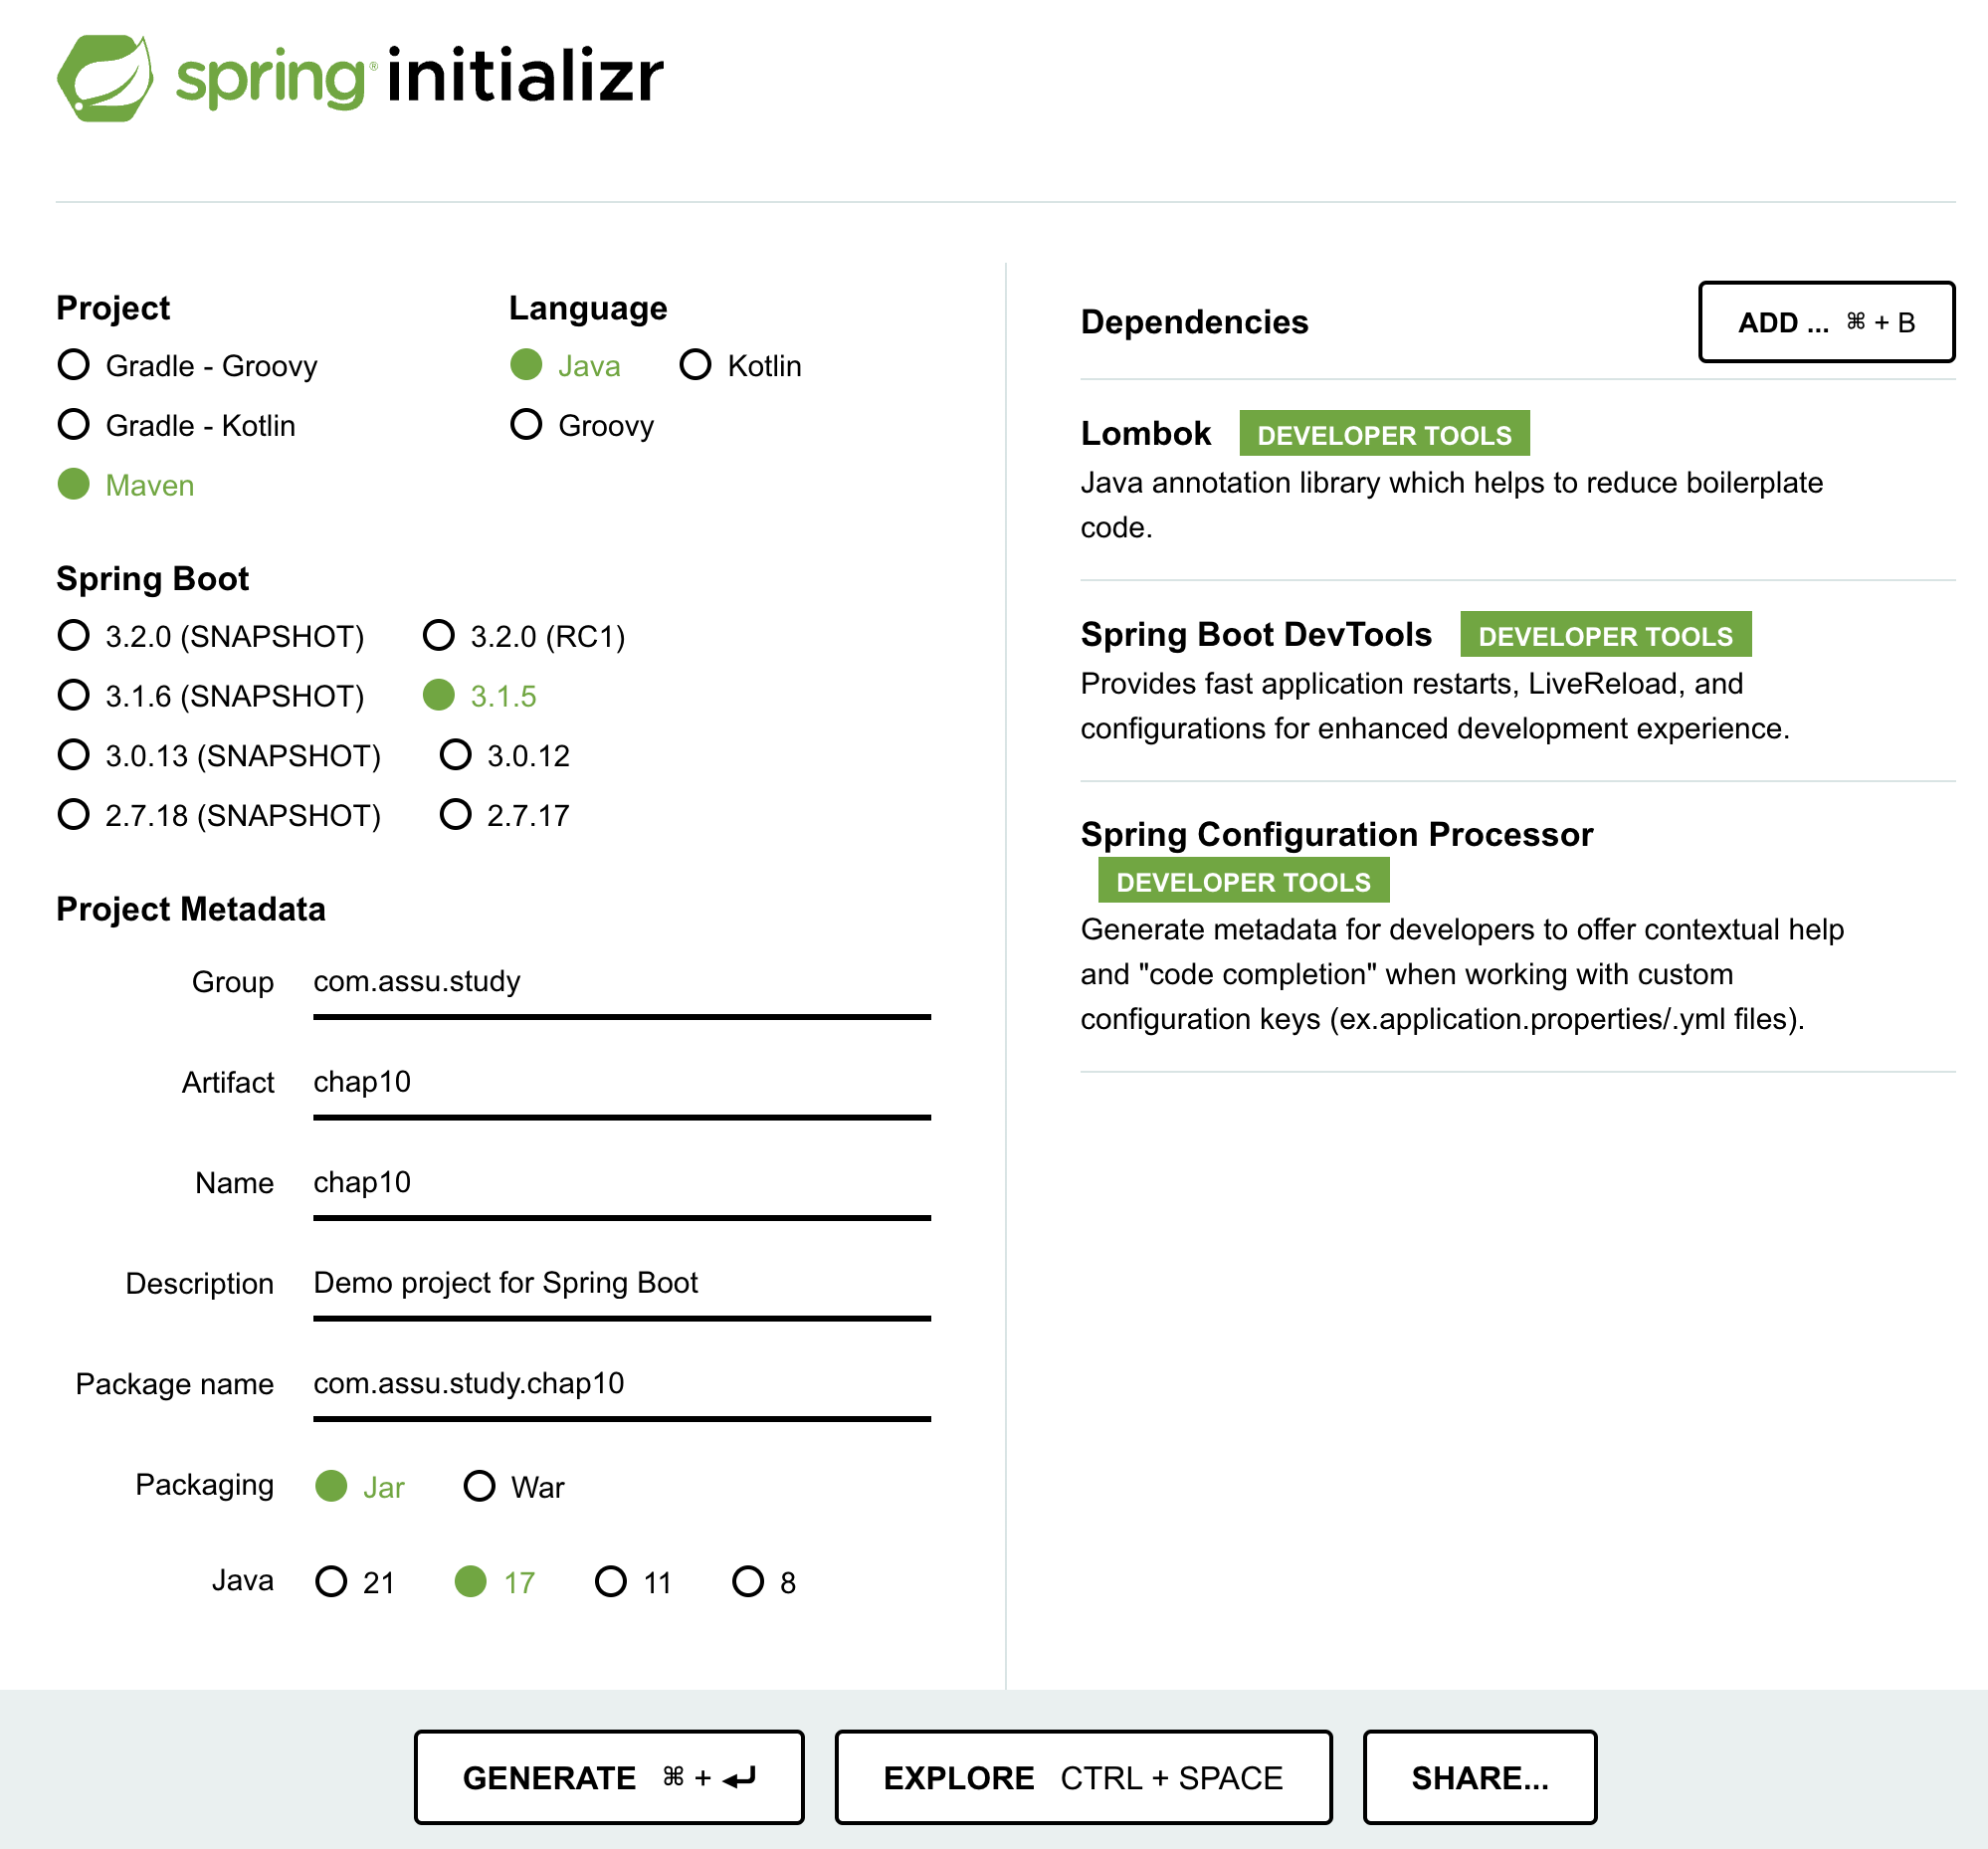 spring® initializr
Project
Gradle - Groovy
Gradle - Kotlin
Maven
Language
Java Kotlin
Groovy
Spring Boot
3.2.0 (SNAPSHOT) 3.2.0 (RC1)
3.1.6 (SNAPSHOT) 3.1.5
3.0.13 (SNAPSHOT) 3.0.12
2.7.18 (SNAPSHOT) 2.7.17
Project Metadata
Group com.assu.study
Artifact chap10
Name chap10
Description Demo project for Spring Boot
Package name com.assu.study.chap10
Packaging Jar War
Java 21 17 11 8
Dependencies ADD ... ⌘ + B
Lombok DEVELOPER TOOLS
Java annotation library which helps to reduce boilerplate
code.
Spring Boot DevTools DEVELOPER TOOLS
Provides fast application restarts, LiveReload, and
configurations for enhanced development experience.
Spring Configuration Processor
DEVELOPER TOOLS
Generate metadata for developers to offer contextual help
and "code completion" when working with custom
configuration keys (ex.application.properties/.yml files).
GENERATE ⌘ + ⏎ EXPLORE CTRL + SPACE SHARE...